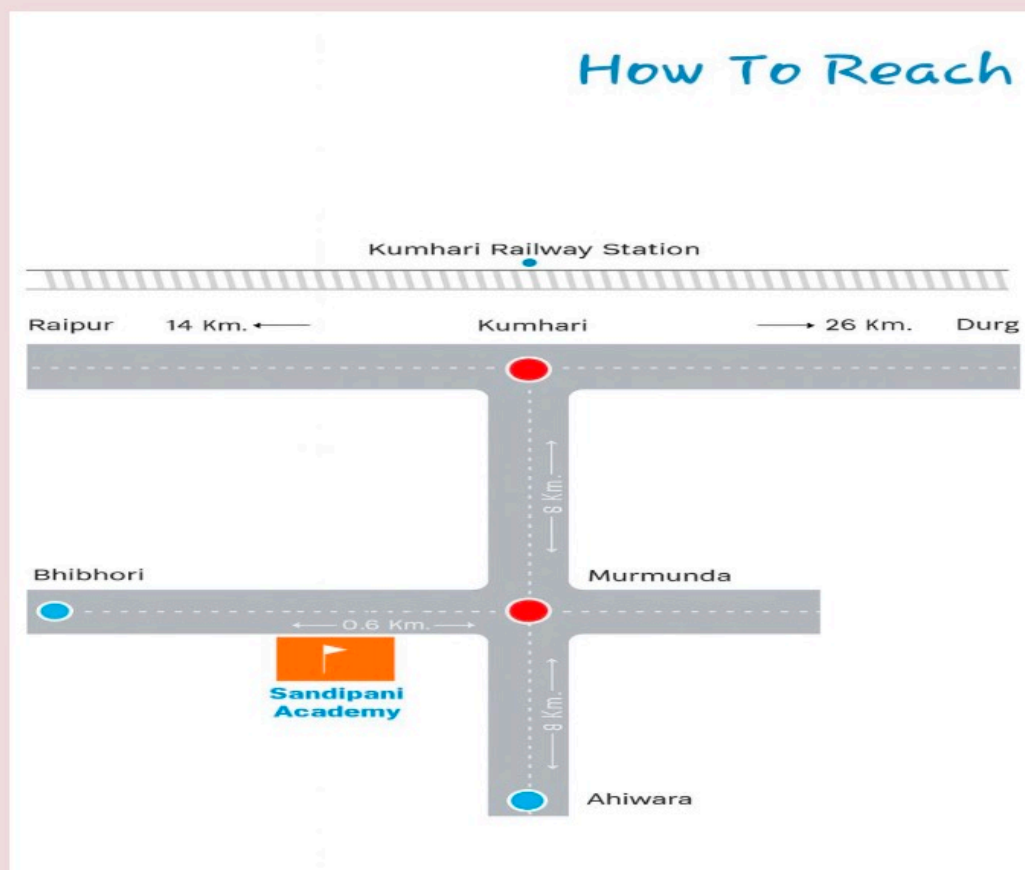 How To Reach
Kumhari Railway Station
Raipur 14 Km. Kumhari 26 Km. Durg
8 Km.
Bhibhori Murmunda
0.6 Km.
Sandipani
Academy
8 Km.
Ahiwara